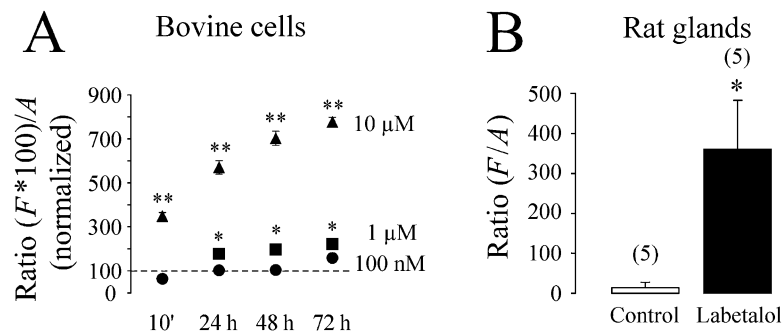 A Bovine cells
Ratio (F*100)/A
(normalized)
900
700
500
300
100
0
**
**
**
**
10 µM
*
*
*
1 µM
100 nM
10' 24 h 48 h 72 h
B Rat glands
Ratio (F/A)
500
400
300
200
100
0
(5)
*
(5)
Control Labetalol